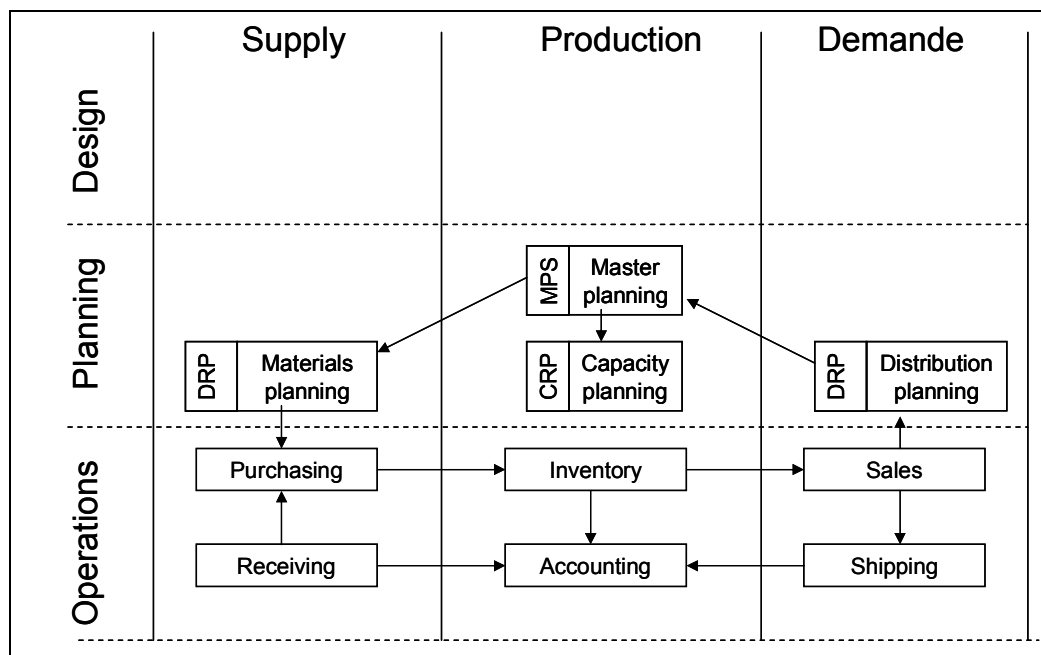 Supply
Production
Demande
Design
Planning
MPS
Master
planning
DRP
Materials
planning
CRP
Capacity
planning
DRP
Distribution
planning
Operations
Purchasing
Inventory
Sales
Receiving
Accounting
Shipping